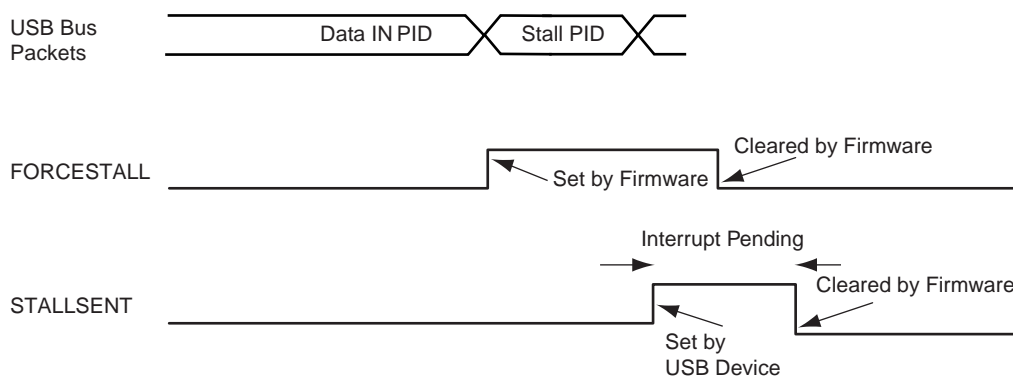 USB Bus
Packets
Data IN PID
Stall PID
FORCESTALL
Set by Firmware
Cleared by Firmware
Interrupt Pending
STALLSENT
Set by
USB Device
Cleared by Firmware